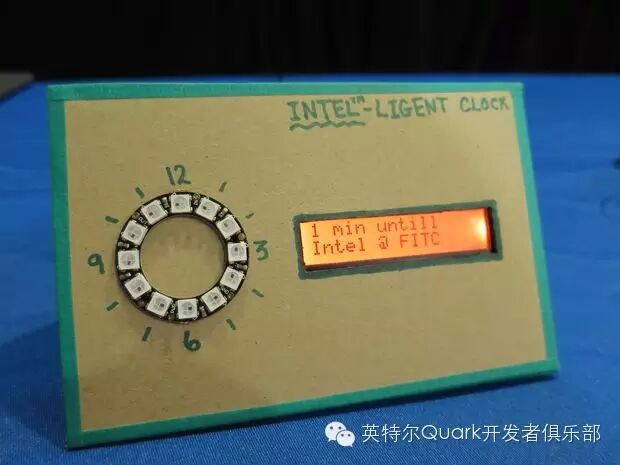 INTEL™-LIGENT CLOCK
12
9
3
6
1 min untill
Intel @ FITC
英特尔Quark开发者俱乐部